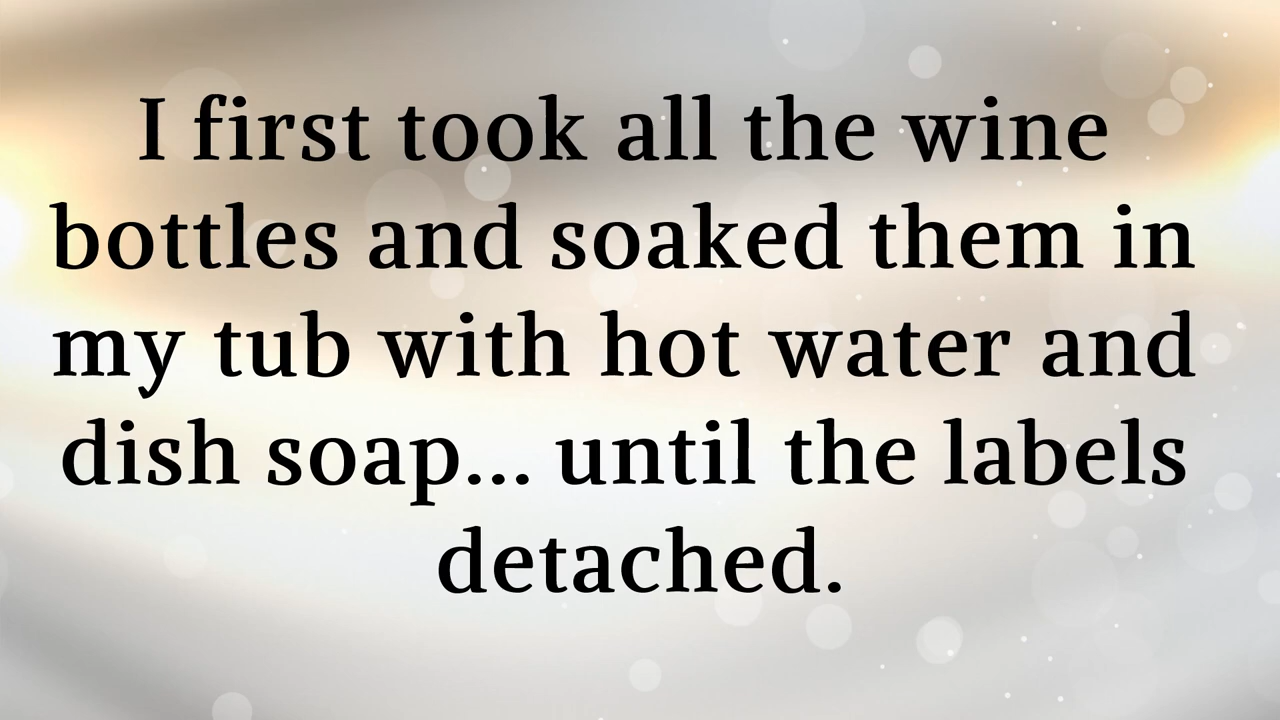 I first took all the wine
bottles and soaked them in
my tub with hot water and
dish soap... until the labels
detached.